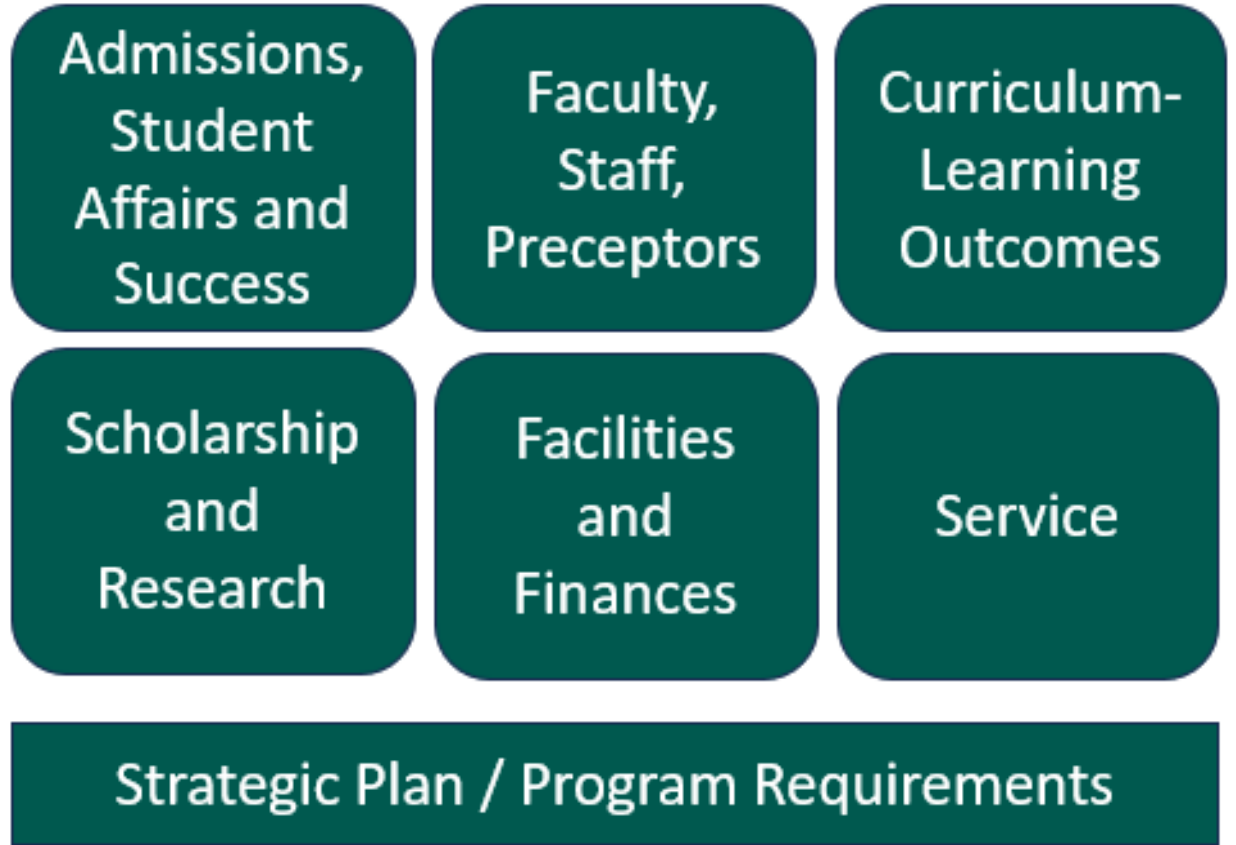 Admissions,
Student
Affairs and
Success
Faculty,
Staff,
Preceptors
Curriculum-
Learning
Outcomes
Scholarship
and
Research
Facilities
and
Finances
Service
Strategic Plan / Program Requirements